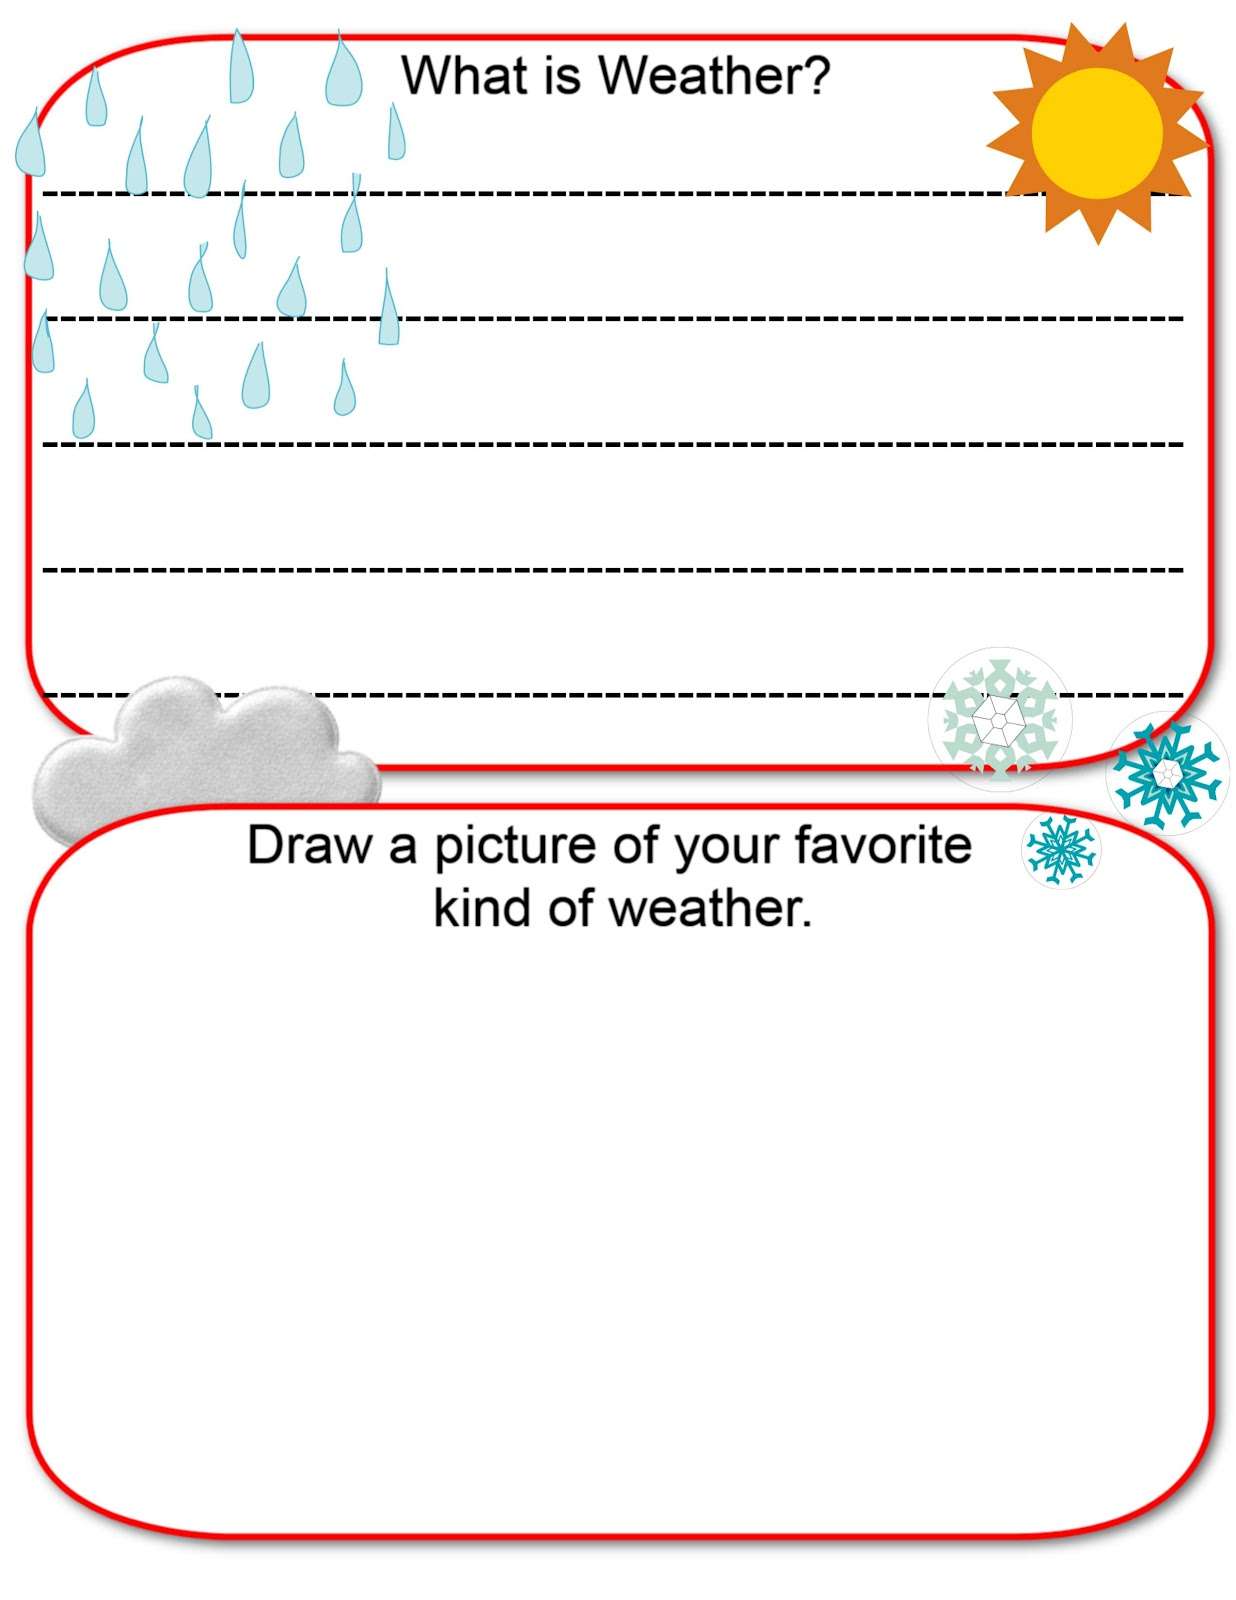 What is Weather?
Draw a picture of your favorite
kind of weather.